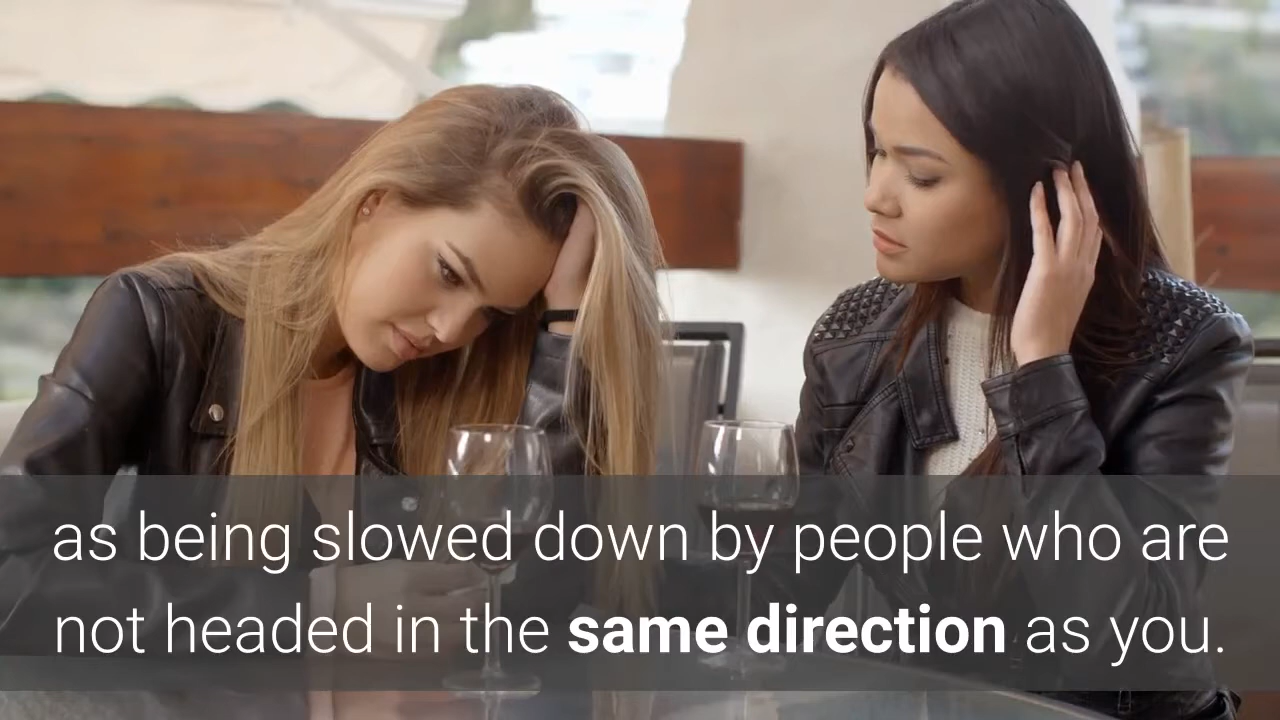 as being slowed down by people who are
not headed in the same direction as you.